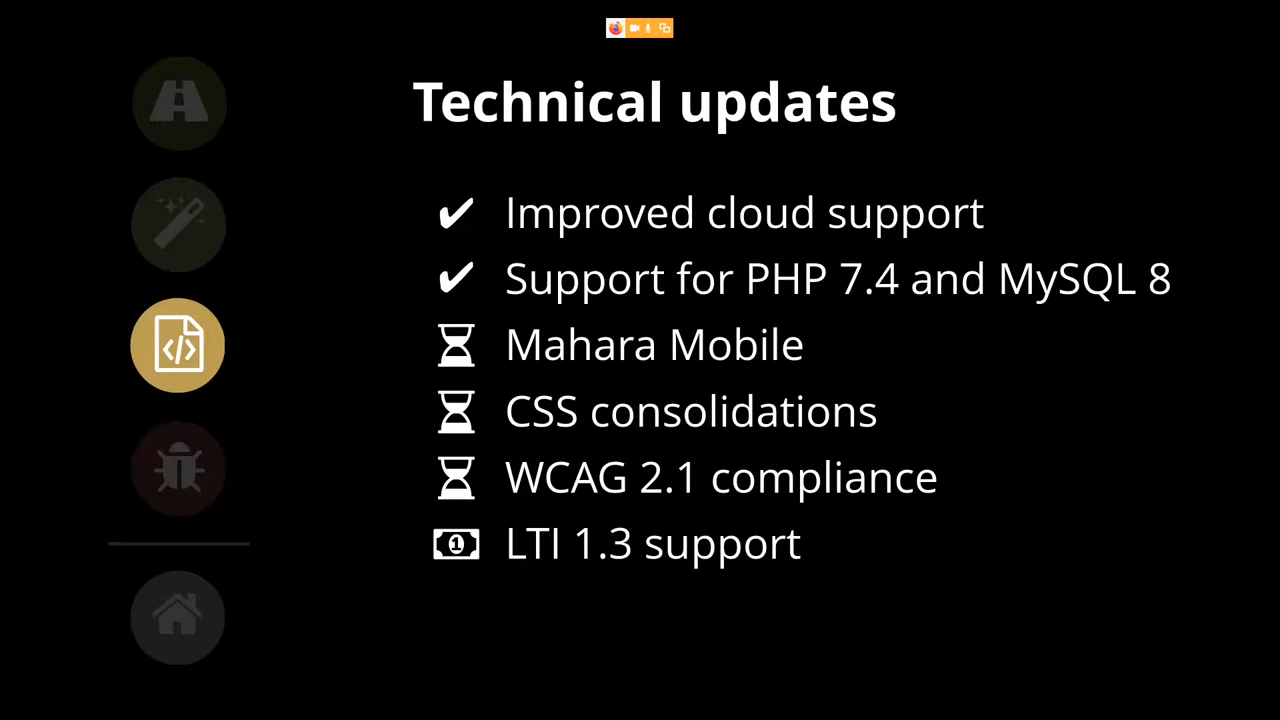 Technical updates
✔ Improved cloud support
✔ Support for PHP 7.4 and MySQL 8
Mahara Mobile
CSS consolidations
WCAG 2.1 compliance
LTI 1.3 support